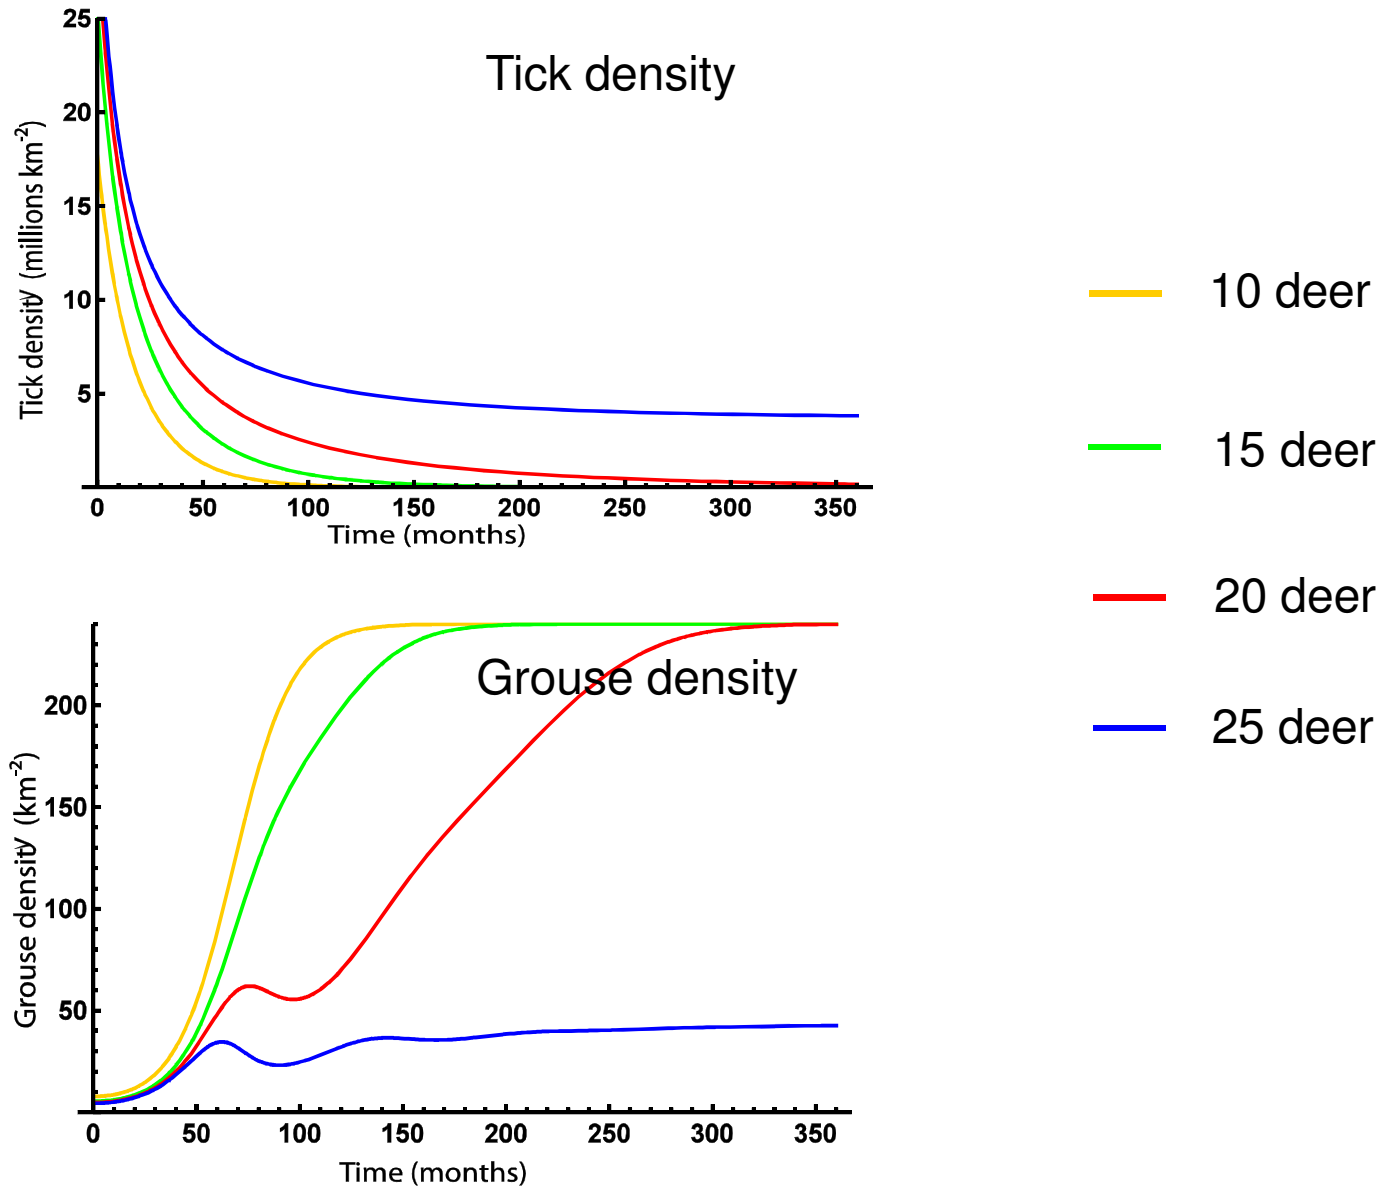 Tick density
Tick density (millions km-2)
25
20
15
10
5
0 50 100 150 200 250 300 350
Time (months)
Grouse density
Grouse density (km-2)
200
150
100
50
0 50 100 150 200 250 300 350
Time (months)
10 deer
15 deer
20 deer
25 deer